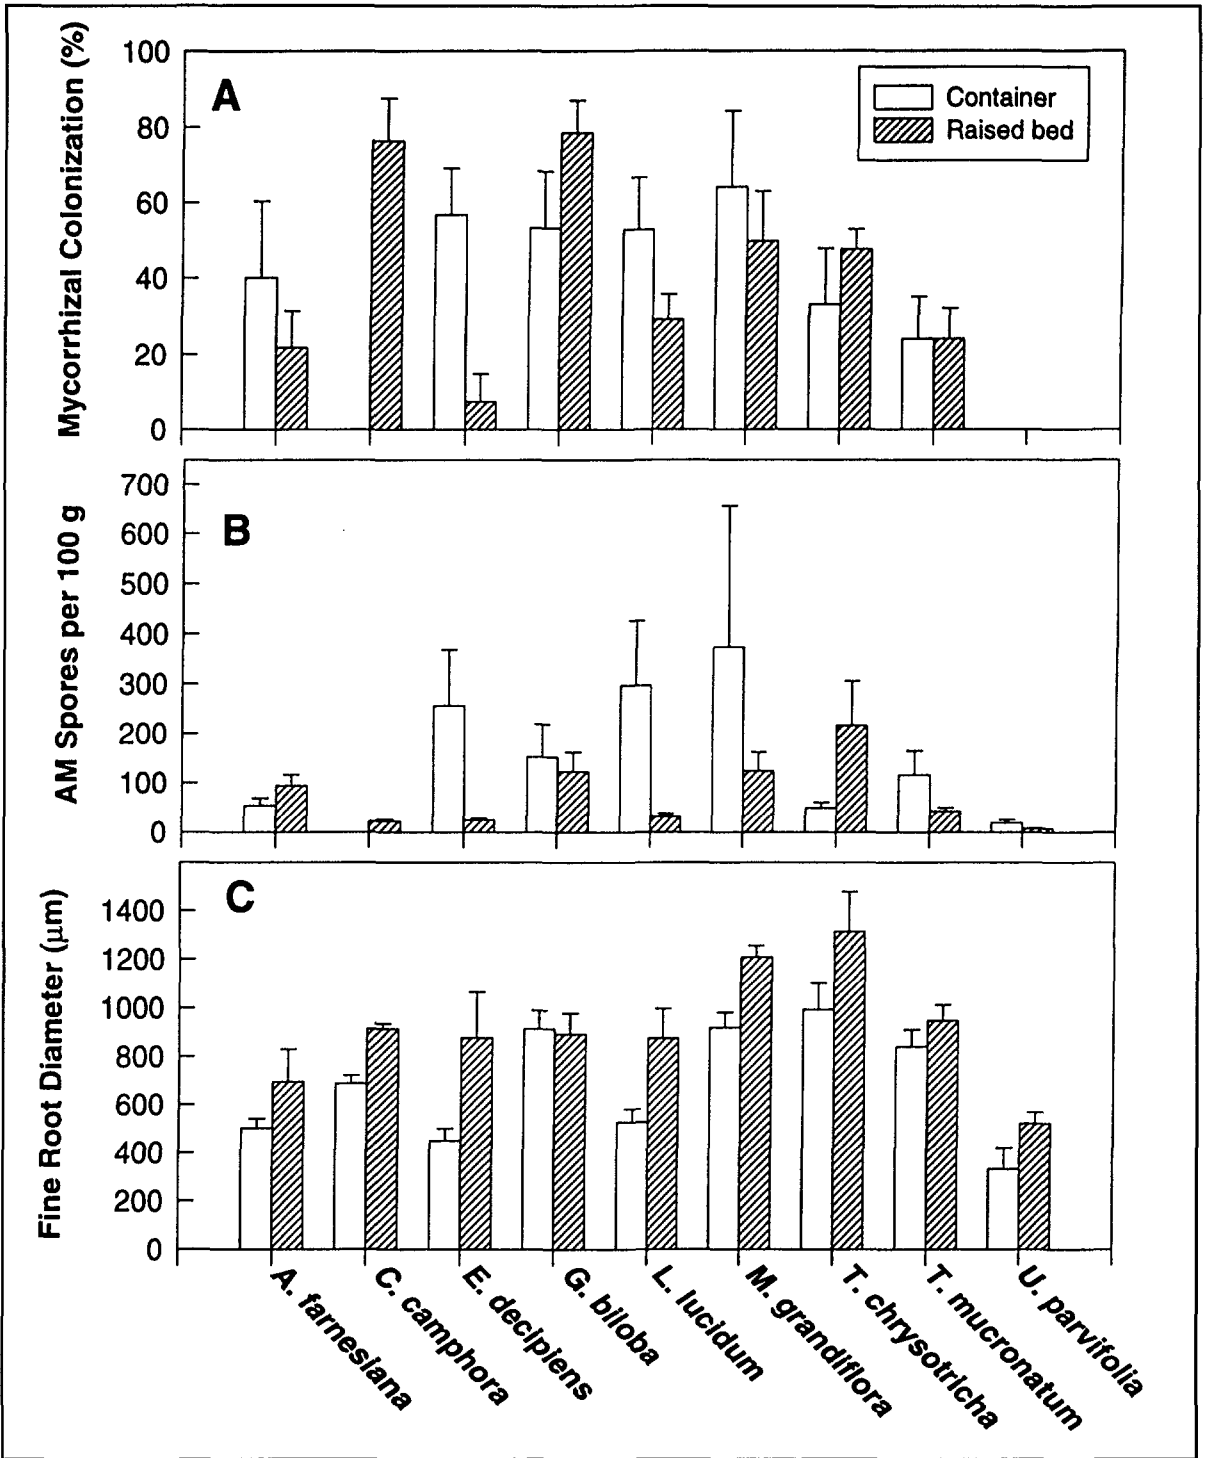 Mycorrhizal Colonization (%)
100
80
60
40
20
0
A
Container
Raised bed
AM Spores per 100 g
700
600
500
400
300
200
100
0
B
Fine Root Diameter (μm)
1400
1200
1000
800
600
400
200
0
C
A. farnesiana
C. camphora
E. decipiens
G. biloba
L. lucidum
M. grandiflora
T. chrysotricha
T. mucronatum
U. parvifolia